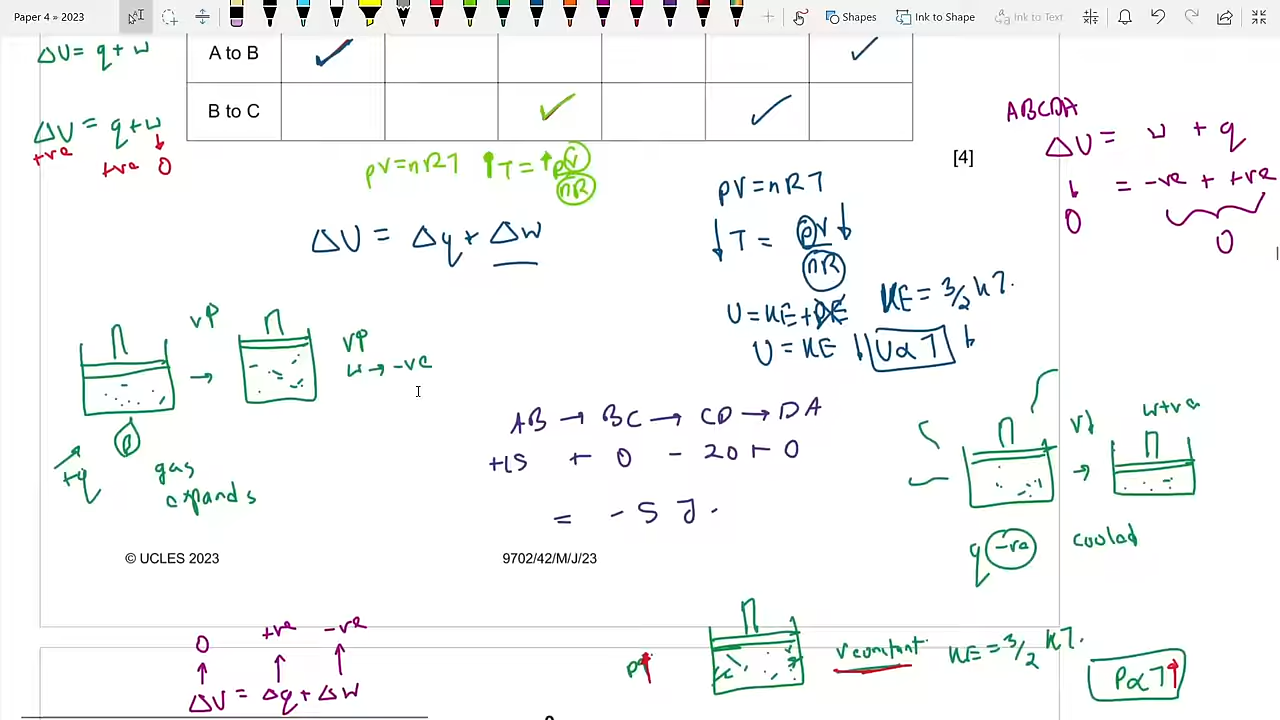 Paper 4 » 2023
Shapes
Ink to Shape
Ink to Text
ΔU = q + w
A to B ✓ ✓
B to C ✓ ✓
ΔU = q + w
+ve +ve 0
[4]
pV = nRT ↑T = ↑pV
nR
ABCDA
ΔU = w + q
↓ = -ve + +ve
0 0
ΔU = Δq + Δw
pV = nRT
↓T = pV↓
nR
U = KE + PE
KE = 3/2 kT.
U = KE ↓ U∝T ↓
V↑
V↑
w → -ve
+q
gas
expands
AB → BC → CD → DA
+15 + 0 - 20 + 0
= - 5 J.
V↓
w+ve
q -ve
cooled
© UCLES 2023
9702/42/M/J/23
0 +ve -ve
↑ ↑ ↑
ΔU = Δq + ΔW
P↑
V constant.
KE = 3/2 kT.
P∝T↑